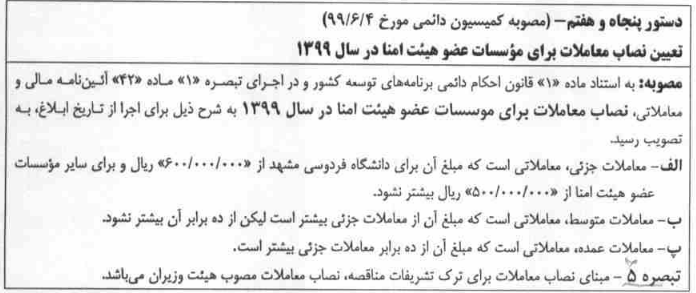 دستور پنجاه و هفتم– (مصوبه کمیسیون دائمی مورخ ۹۹/۶/۴)
تعیین نصاب معاملات برای مؤسسات عضو هیئت امنا در سال ۱۳۹۹
مصوبه: به استناد ماده «۱» قانون احکام دائمی برنامه‌های توسعه کشور و در اجرای تبصره «۱» ماده «۴۲» آئین‌نامه مالی و
معاملاتی، نصاب معاملات برای موسسات عضو هیئت امنا در سال ۱۳۹۹ به شرح ذیل برای اجرا از تاریخ ابلاغ، به
تصویب رسید.
الف– معاملات جزئی، معاملاتی است که مبلغ آن برای دانشگاه فردوسی مشهد از «۶۰۰/۰۰۰/۰۰۰» ریال و برای سایر مؤسسات
عضو هیئت امنا از «۵۰۰/۰۰۰/۰۰۰» ریال بیشتر نشود.
ب– معاملات متوسط، معاملاتی است که مبلغ آن از معاملات جزئی بیشتر است لیکن از ده برابر آن بیشتر نشود.
پ– معاملات عمده، معاملاتی است که مبلغ آن از ده برابر معاملات جزئی بیشتر است.
تبصره ۵ – مبنای نصاب معاملات برای ترک تشریفات مناقصه، نصاب معاملات مصوب هیئت وزیران می‌باشد.